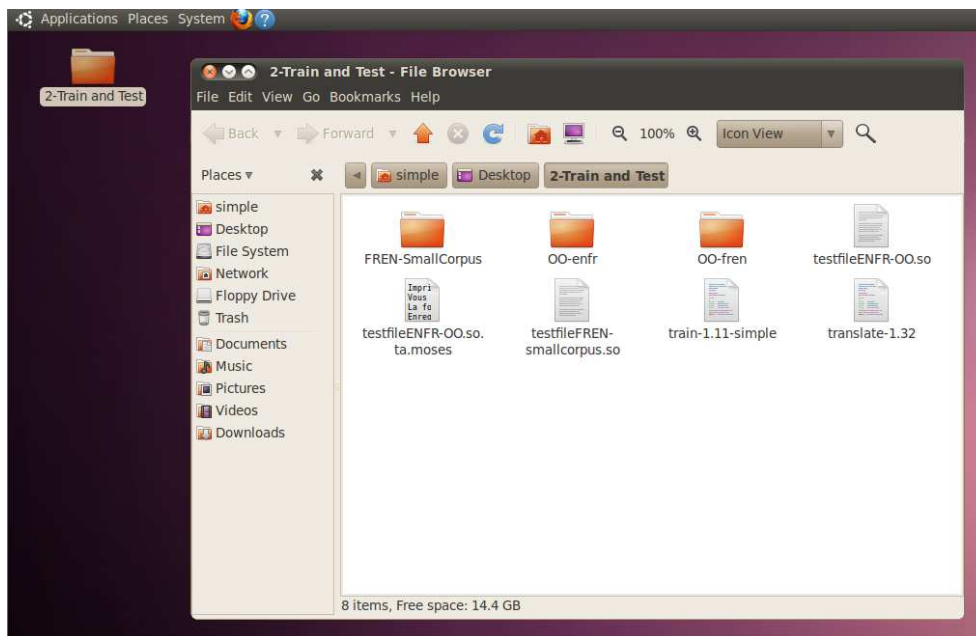 Applications Places System
2-Train and Test
2-Train and Test - File Browser
File Edit View Go Bookmarks Help
Back Forward 100% Icon View
Places simple Desktop 2-Train and Test
simple
Desktop
File System
Network
Floppy Drive
Trash
Documents
Music
Pictures
Videos
Downloads
FREN-SmallCorpus OO-enfr OO-fren testfileENFR-OO.so
Impri
Vous
La fo
Enreg
testfileENFR-OO.so. testfileFREN- train-1.11-simple translate-1.32
ta.moses smallcorpus.so
8 items, Free space: 14.4 GB